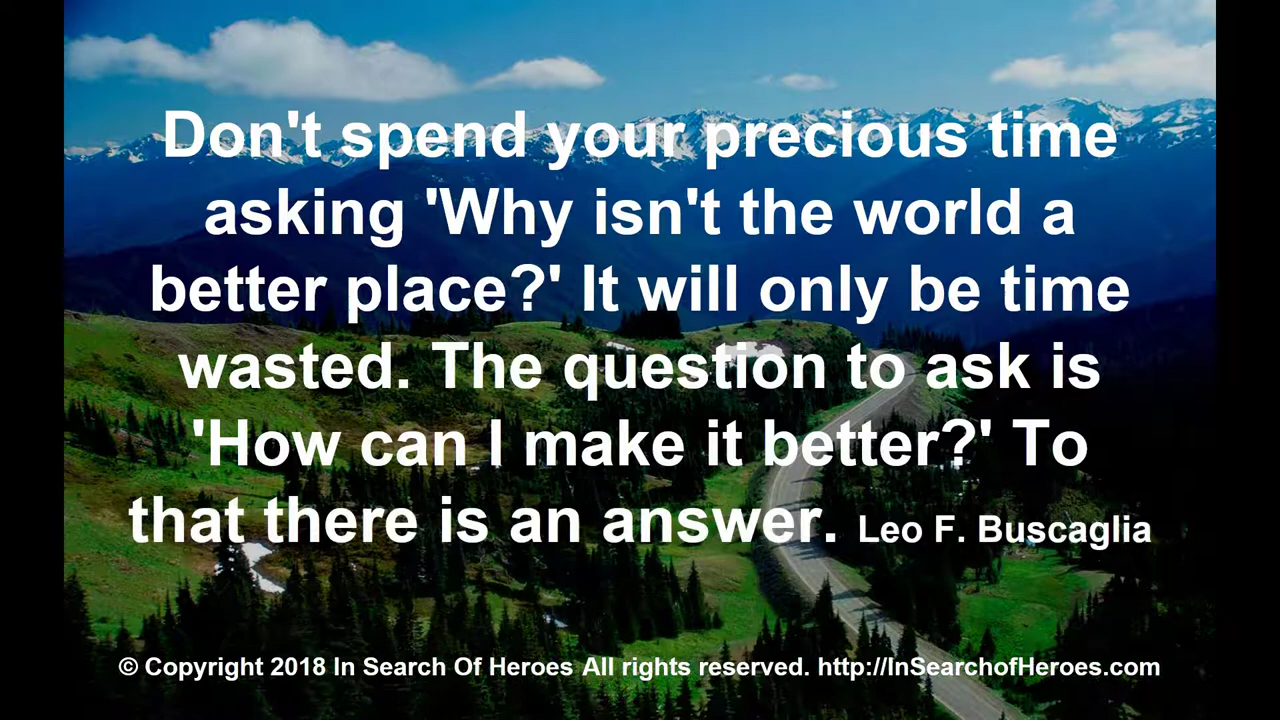 Don't spend your precious time
asking 'Why isn't the world a
better place?' It will only be time
wasted. The question to ask is
'How can I make it better?' To
that there is an answer. Leo F. Buscaglia
© Copyright 2018 In Search Of Heroes All rights reserved. http://InSearchofHeroes.com